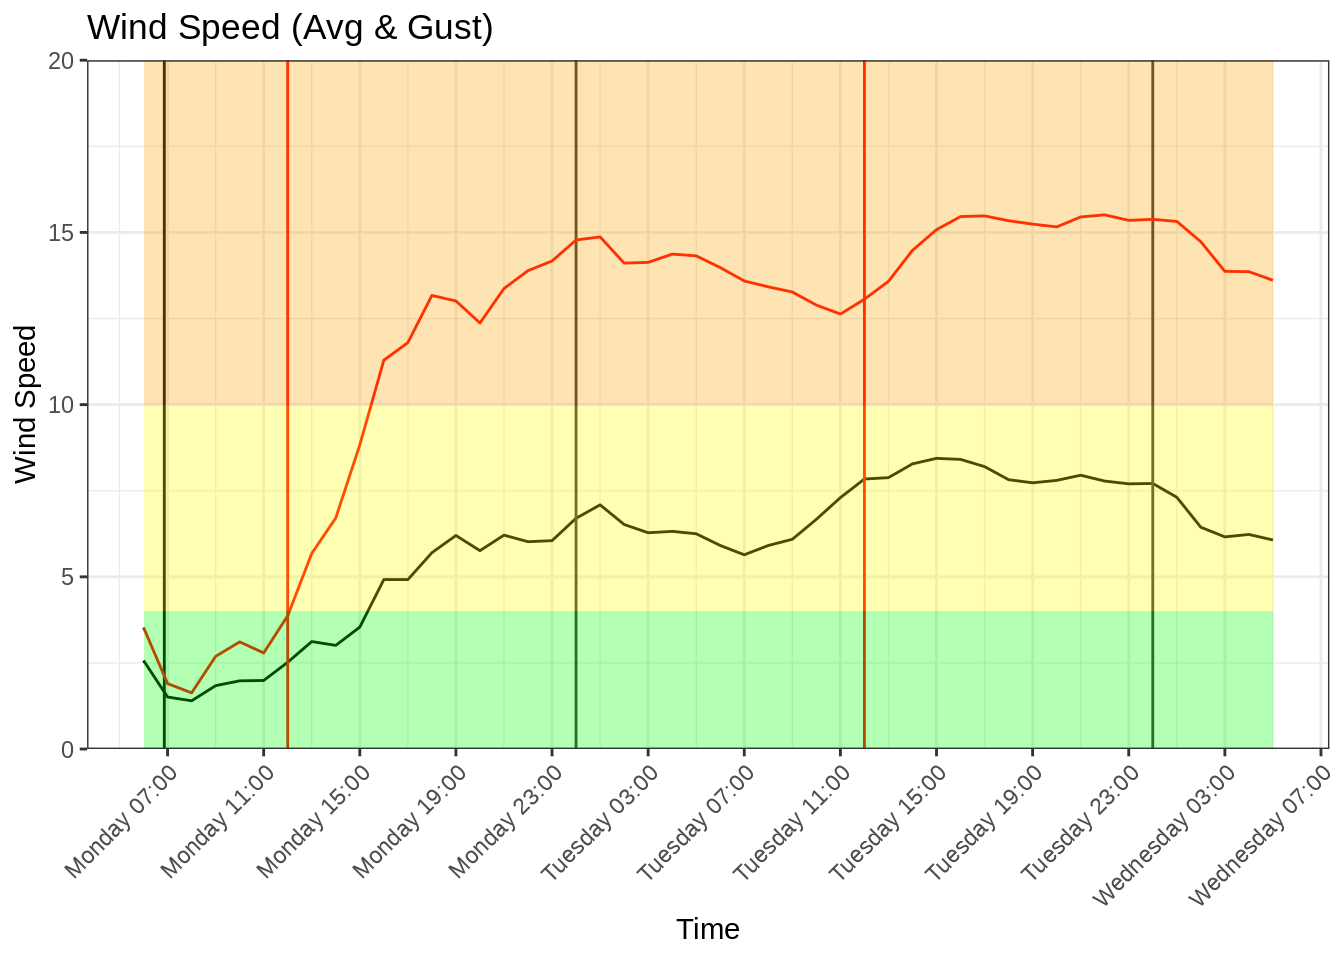 Wind Speed (Avg & Gust)
20
15
10
5
0
Wind Speed
Monday 07:00
Monday 11:00
Monday 15:00
Monday 19:00
Monday 23:00
Tuesday 03:00
Tuesday 07:00
Tuesday 11:00
Tuesday 15:00
Tuesday 19:00
Tuesday 23:00
Wednesday 03:00
Wednesday 07:00
Time